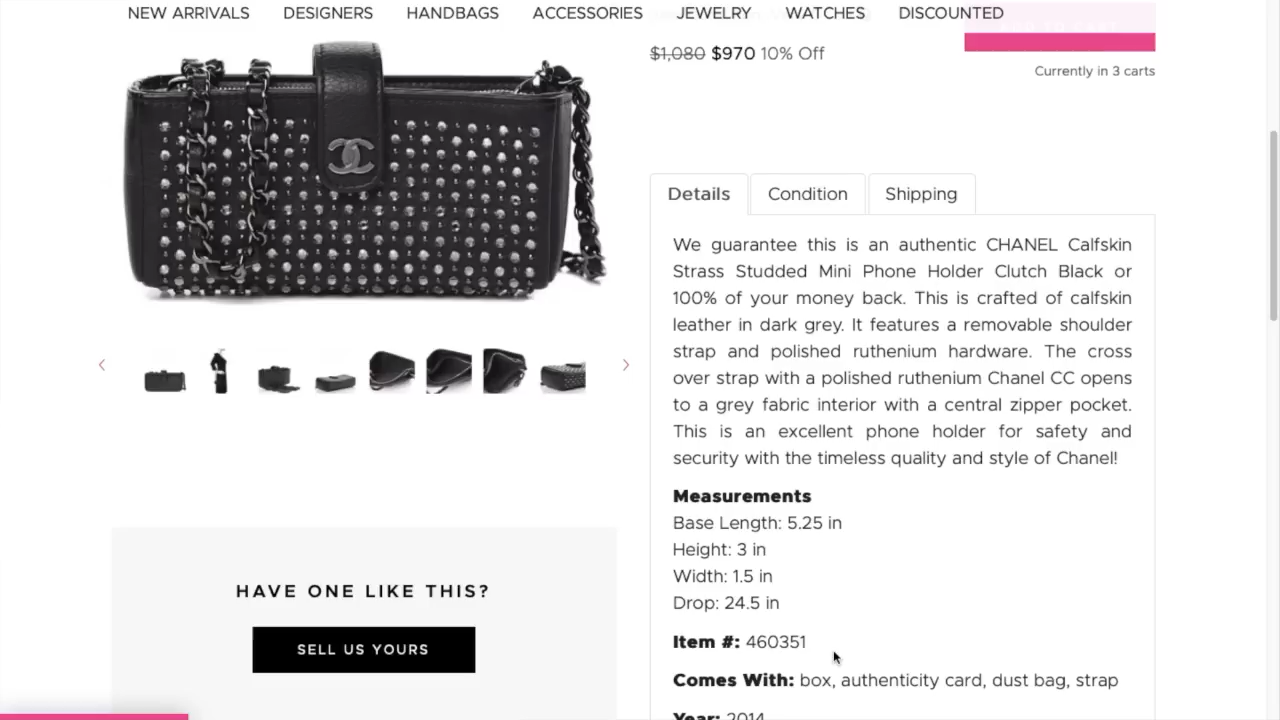 NEW ARRIVALS DESIGNERS HANDBAGS ACCESSORIES JEWELRY WATCHES DISCOUNTED
$1,080 $970 10% Off
Currently in 3 carts
Details Condition Shipping
We guarantee this is an authentic CHANEL Calfskin
Strass Studded Mini Phone Holder Clutch Black or
100% of your money back. This is crafted of calfskin
leather in dark grey. It features a removable shoulder
strap and polished ruthenium hardware. The cross
over strap with a polished ruthenium Chanel CC opens
to a grey fabric interior with a central zipper pocket.
This is an excellent phone holder for safety and
security with the timeless quality and style of Chanel!
Measurements
Base Length: 5.25 in
Height: 3 in
Width: 1.5 in
Drop: 24.5 in
Item #: 460351
Comes With: box, authenticity card, dust bag, strap
Year: 2014
HAVE ONE LIKE THIS?
SELL US YOURS